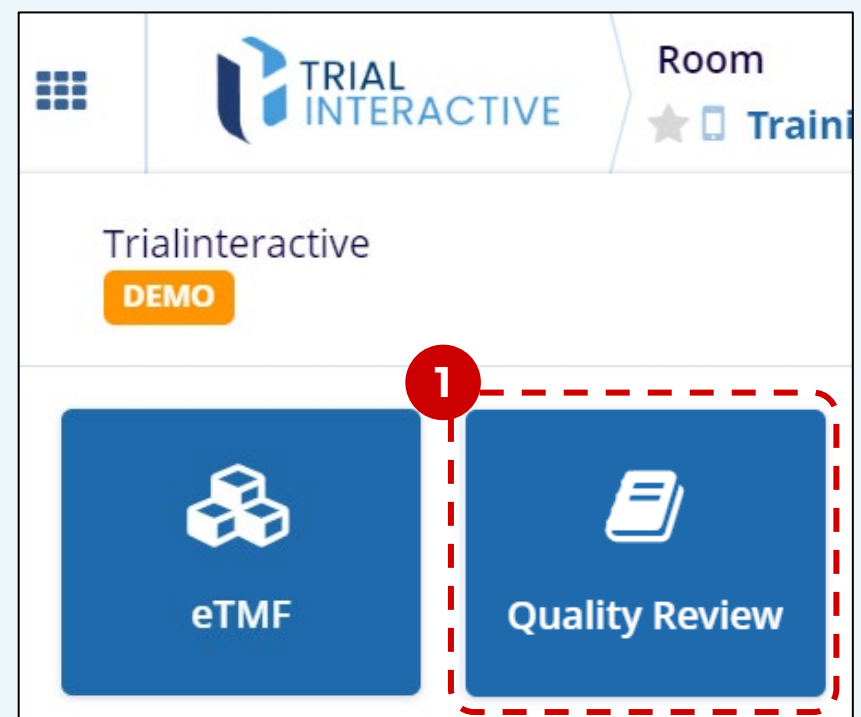 TRIAL
INTERACTIVE
Room
Traini
Trialinteractive
DEMO
1
eTMF
Quality Review